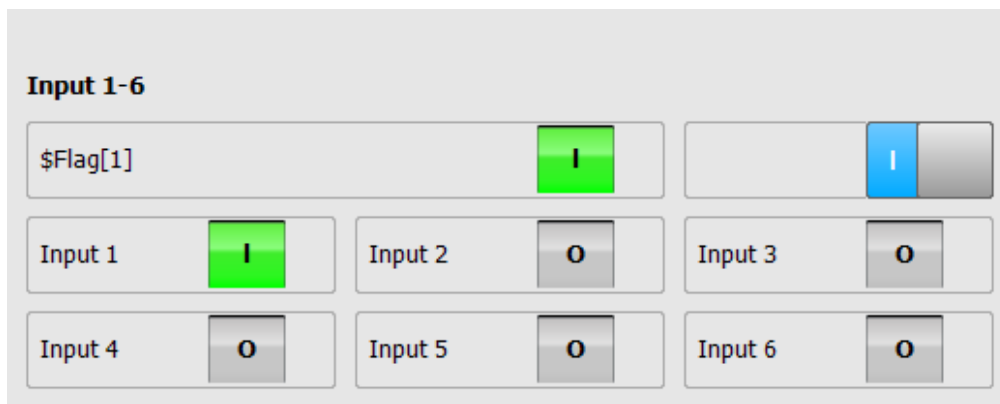 Input 1-6
$Flag[1] I I
Input 1 I Input 2 O Input 3 O
Input 4 O Input 5 O Input 6 O